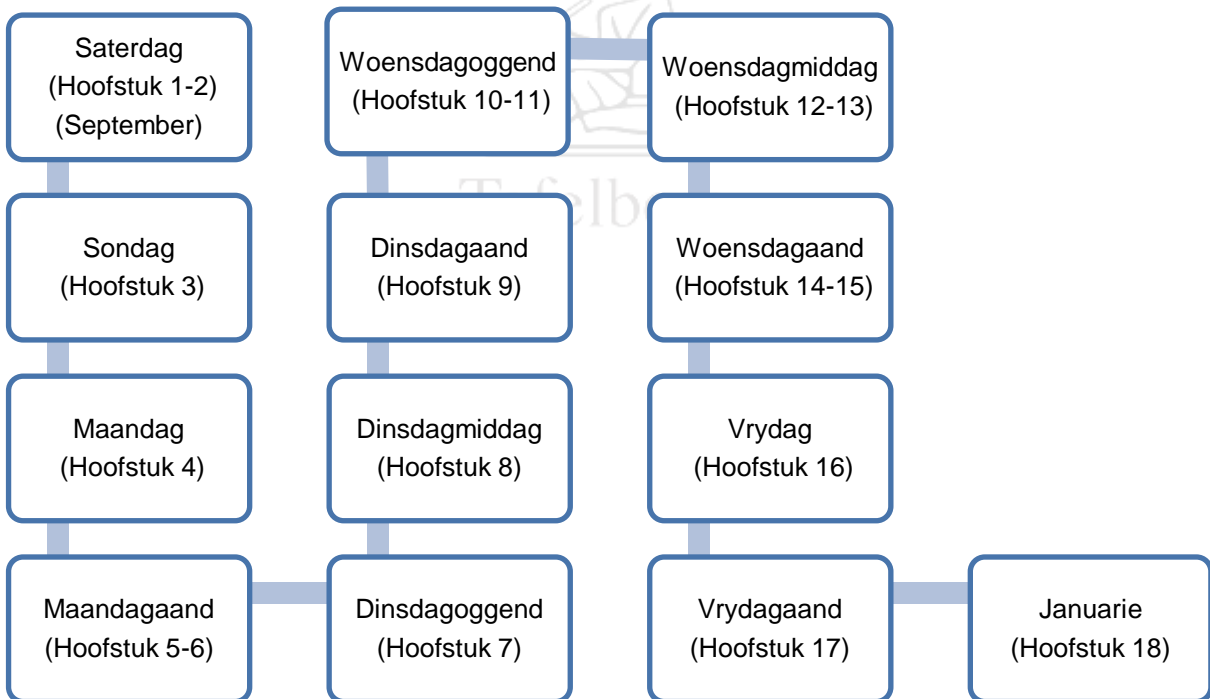 Saterdag
(Hoofstuk 1-2)
(September)
Sondag
(Hoofstuk 3)
Maandag
(Hoofstuk 4)
Maandagaand
(Hoofstuk 5-6)
Dinsdagoggend
(Hoofstuk 7)
Dinsdagmiddag
(Hoofstuk 8)
Dinsdagaand
(Hoofstuk 9)
Woensdagoggend
(Hoofstuk 10-11)
Woensdagmiddag
(Hoofstuk 12-13)
Woensdagaand
(Hoofstuk 14-15)
Vrydag
(Hoofstuk 16)
Vrydagaand
(Hoofstuk 17)
Januarie
(Hoofstuk 18)